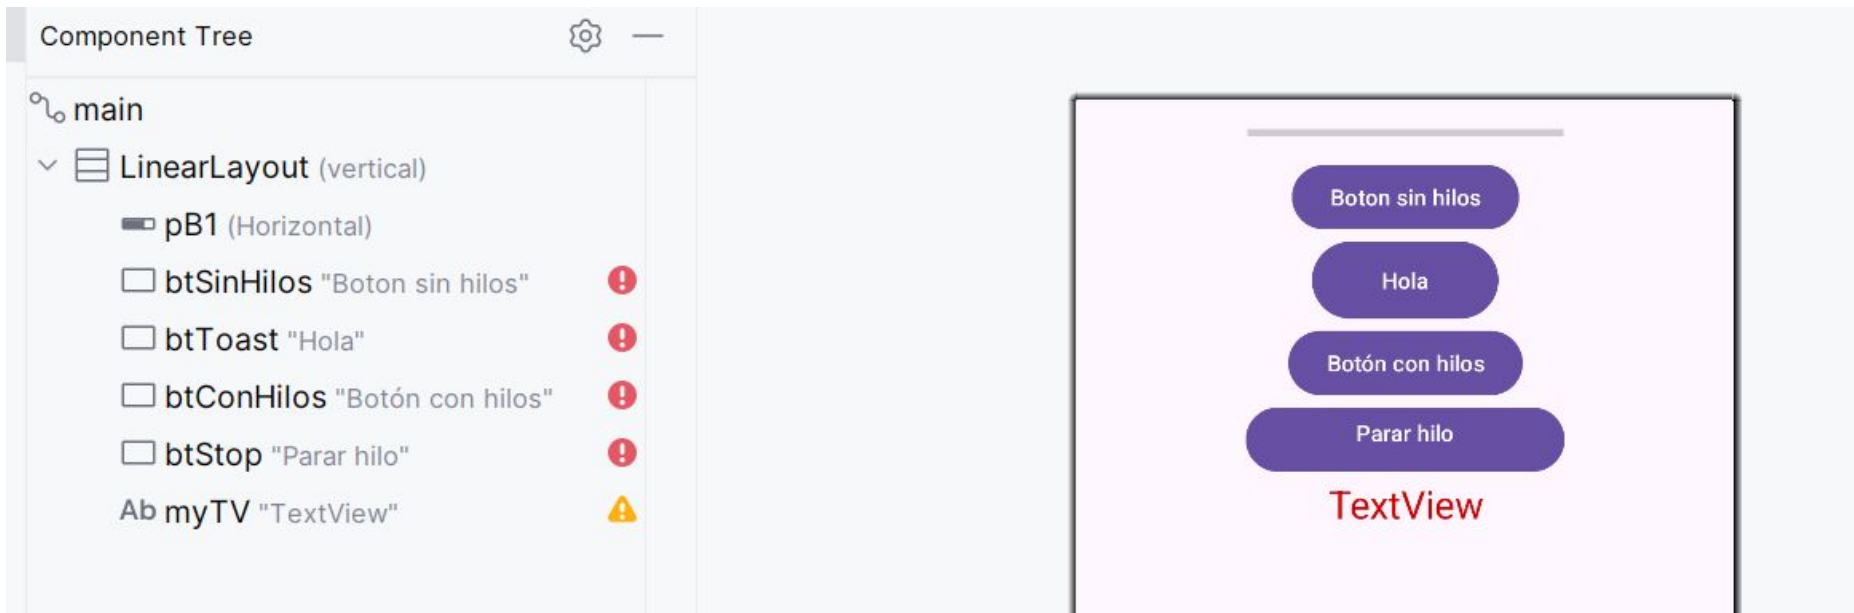 Component Tree
main
LinearLayout (vertical)
pB1 (Horizontal)
btSinHilos "Boton sin hilos"
btToast "Hola"
btConHilos "Botón con hilos"
btStop "Parar hilo"
Ab myTV "TextView"
Boton sin hilos
Hola
Botón con hilos
Parar hilo
TextView